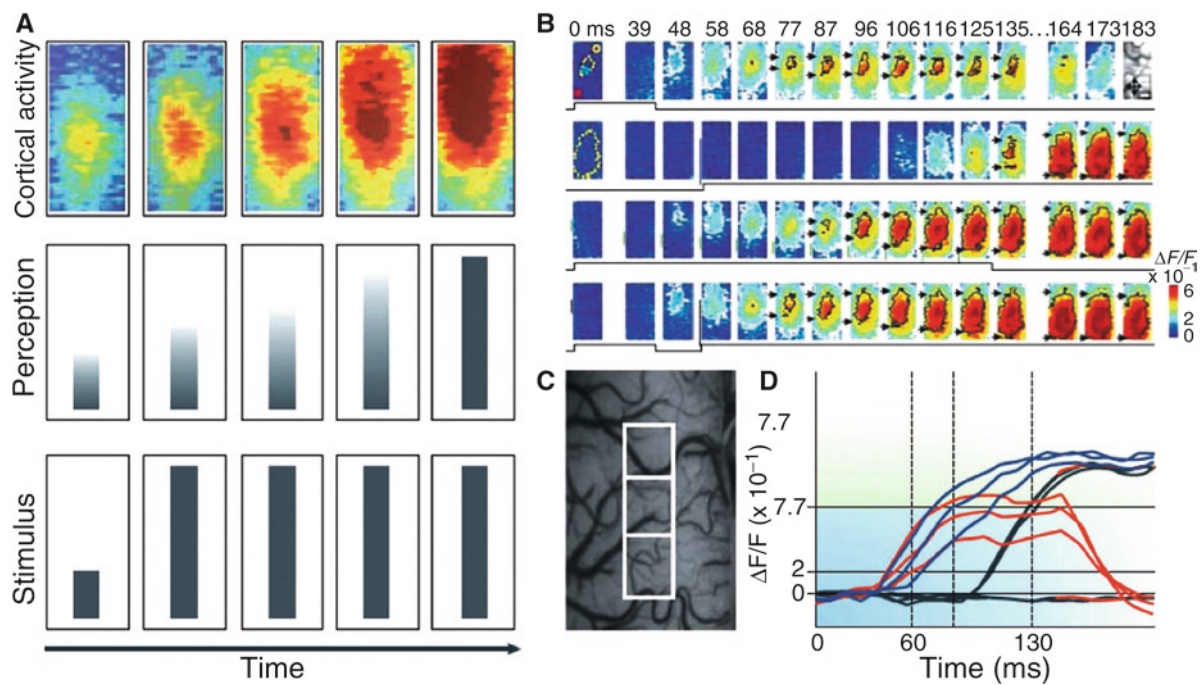 A
Cortical activity
Perception
Stimulus
Time
B
0 ms 39 48 58 68 77 87 96 106 116 125 135... 164 173 183
ΔF/F
x 10⁻¹
6
2
0
C
D
ΔF/F (x 10⁻¹)
7.7
7.7
2
0
0 60 130
Time (ms)